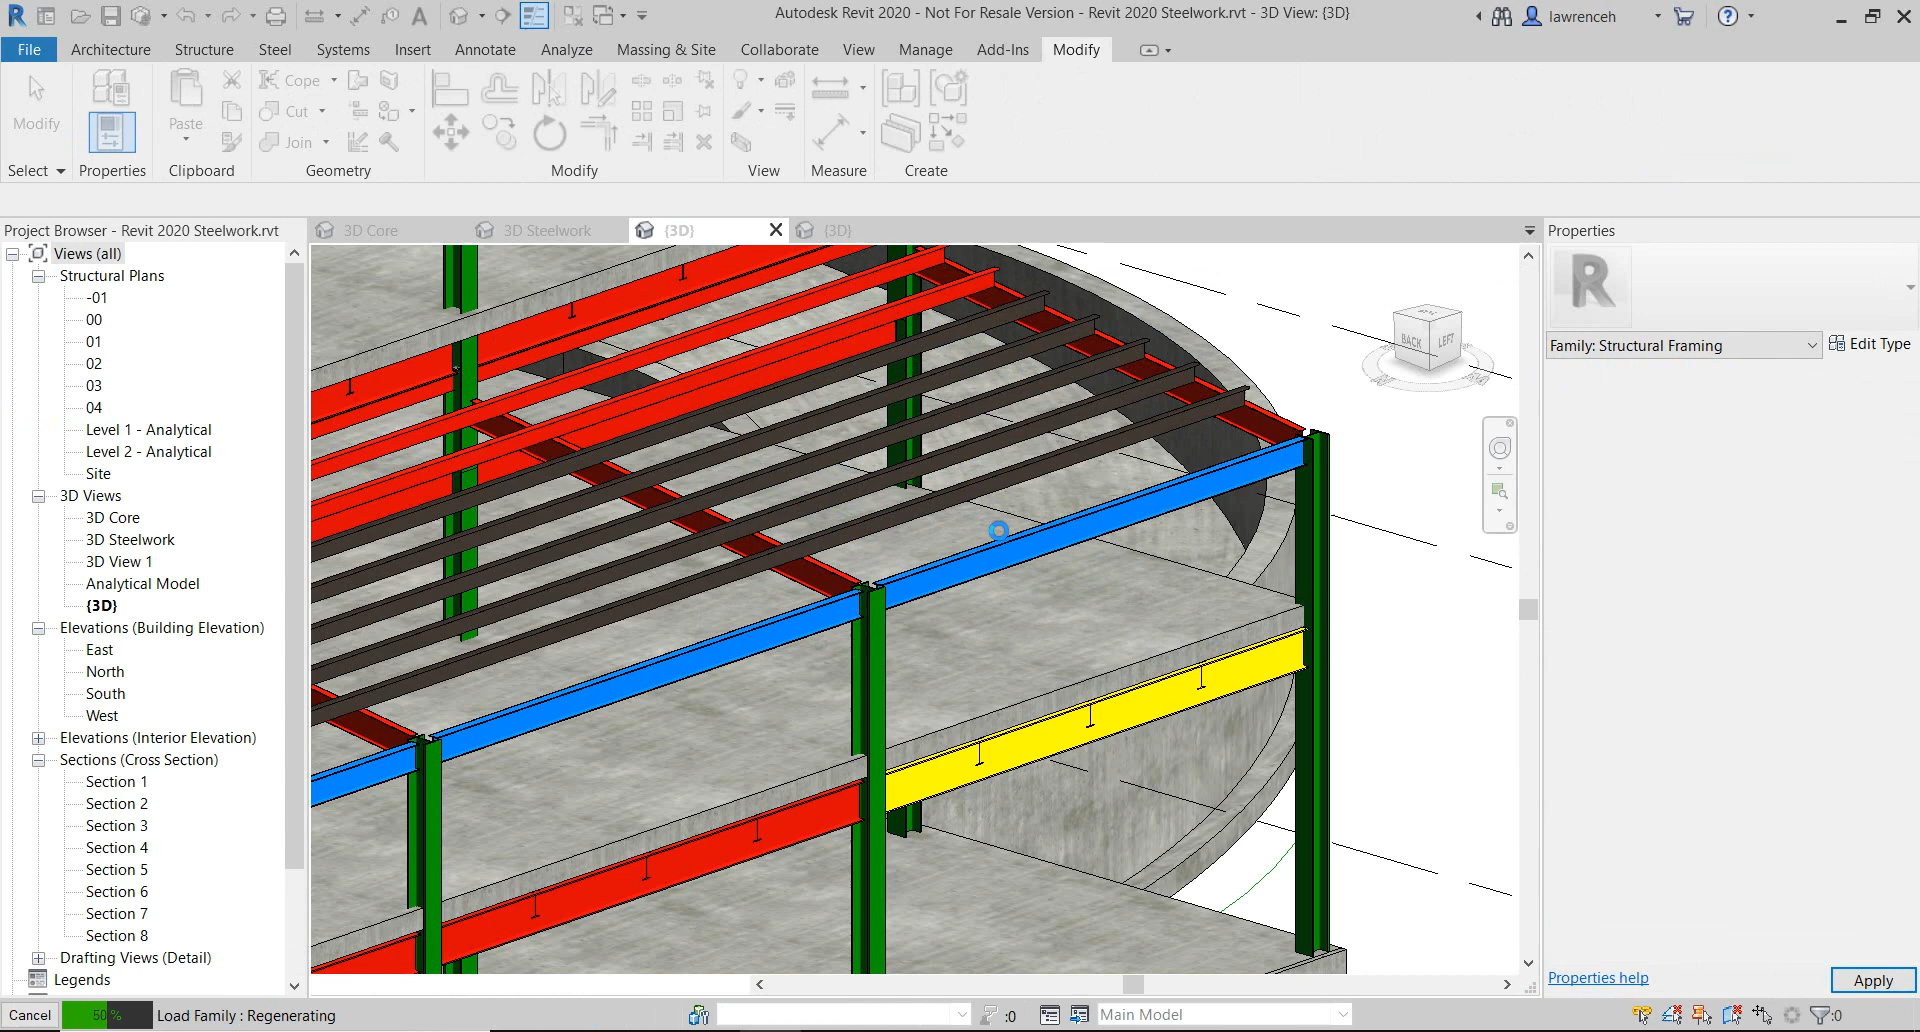 Autodesk Revit 2020 - Not For Resale Version - Revit 2020 Steelwork.rvt - 3D View: {3D}
lawrenceh
File Architecture Structure Steel Systems Insert Annotate Analyze Massing & Site Collaborate View Manage Add-Ins Modify
Cope
Cut
Join
Modify
Paste
Select Properties Clipboard Geometry Modify View Measure Create
Project Browser - Revit 2020 Steelwork.rvt
3D Core
3D Steelwork
{3D}
{3D}
Properties
Views (all)
Structural Plans
-01
00
01
02
03
04
Level 1 - Analytical
Level 2 - Analytical
Site
3D Views
3D Core
3D Steelwork
3D View 1
Analytical Model
{3D}
Elevations (Building Elevation)
East
North
South
West
Elevations (Interior Elevation)
Sections (Cross Section)
Section 1
Section 2
Section 3
Section 4
Section 5
Section 6
Section 7
Section 8
Drafting Views (Detail)
Legends
BACK
LEFT
R
Family: Structural Framing
Edit Type
Properties help
Apply
Cancel
50 %
Load Family : Regenerating
:0
Main Model
:0